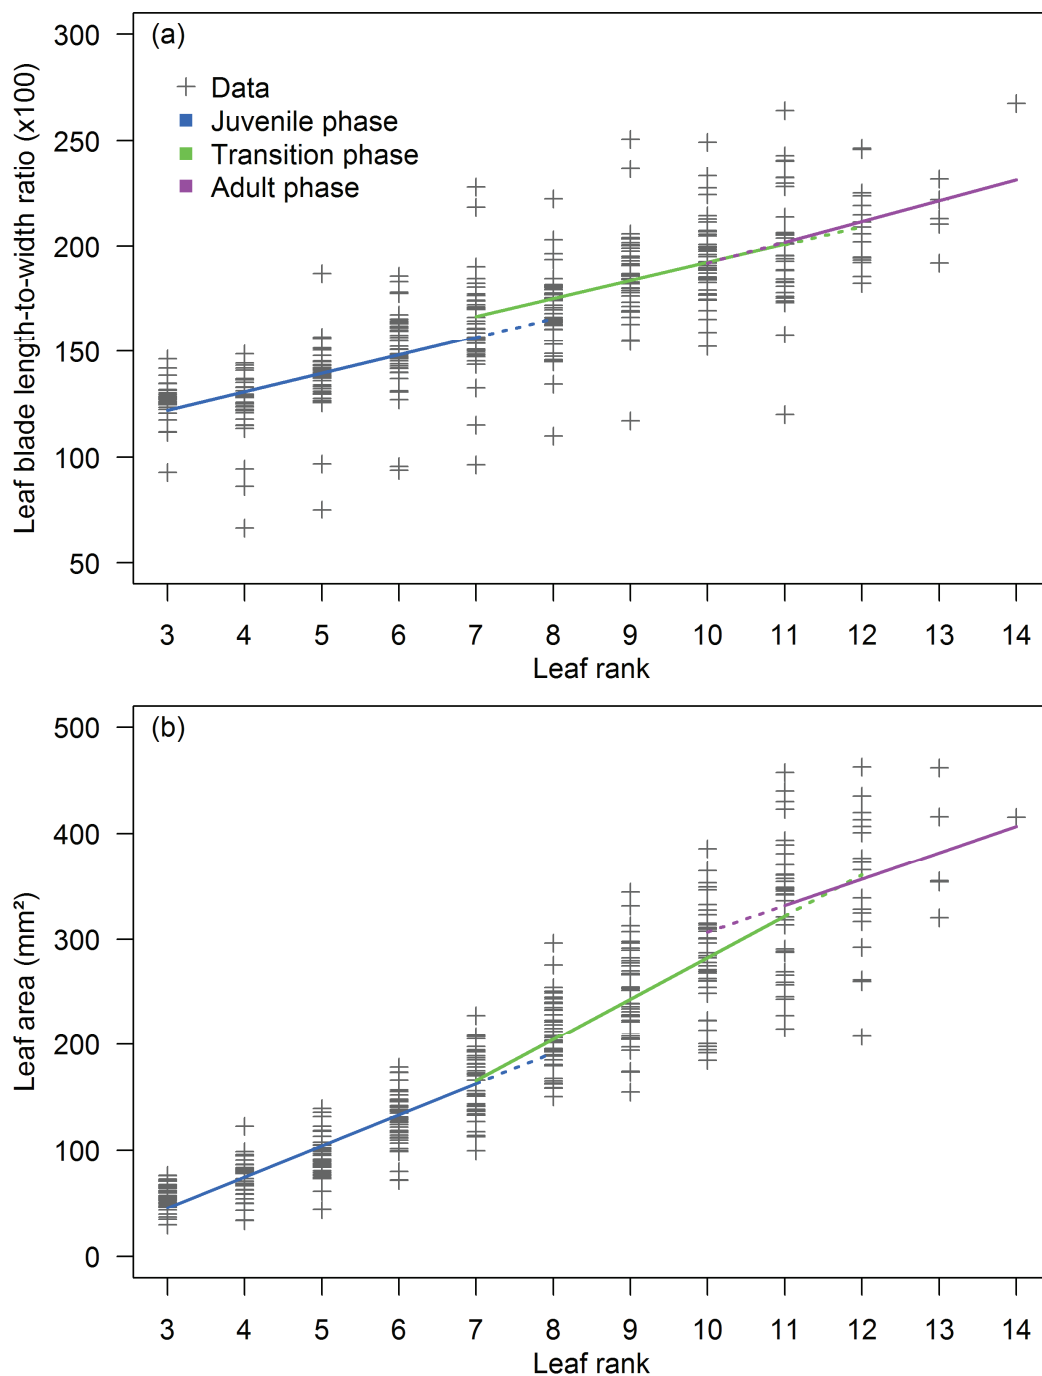 (a)
Data
Juvenile phase
Transition phase
Adult phase
Leaf blade length-to-width ratio (x100)
300
250
200
150
100
50
3 4 5 6 7 8 9 10 11 12 13 14
Leaf rank
(b)
Leaf area (mm²)
500
400
300
200
100
0
3 4 5 6 7 8 9 10 11 12 13 14
Leaf rank